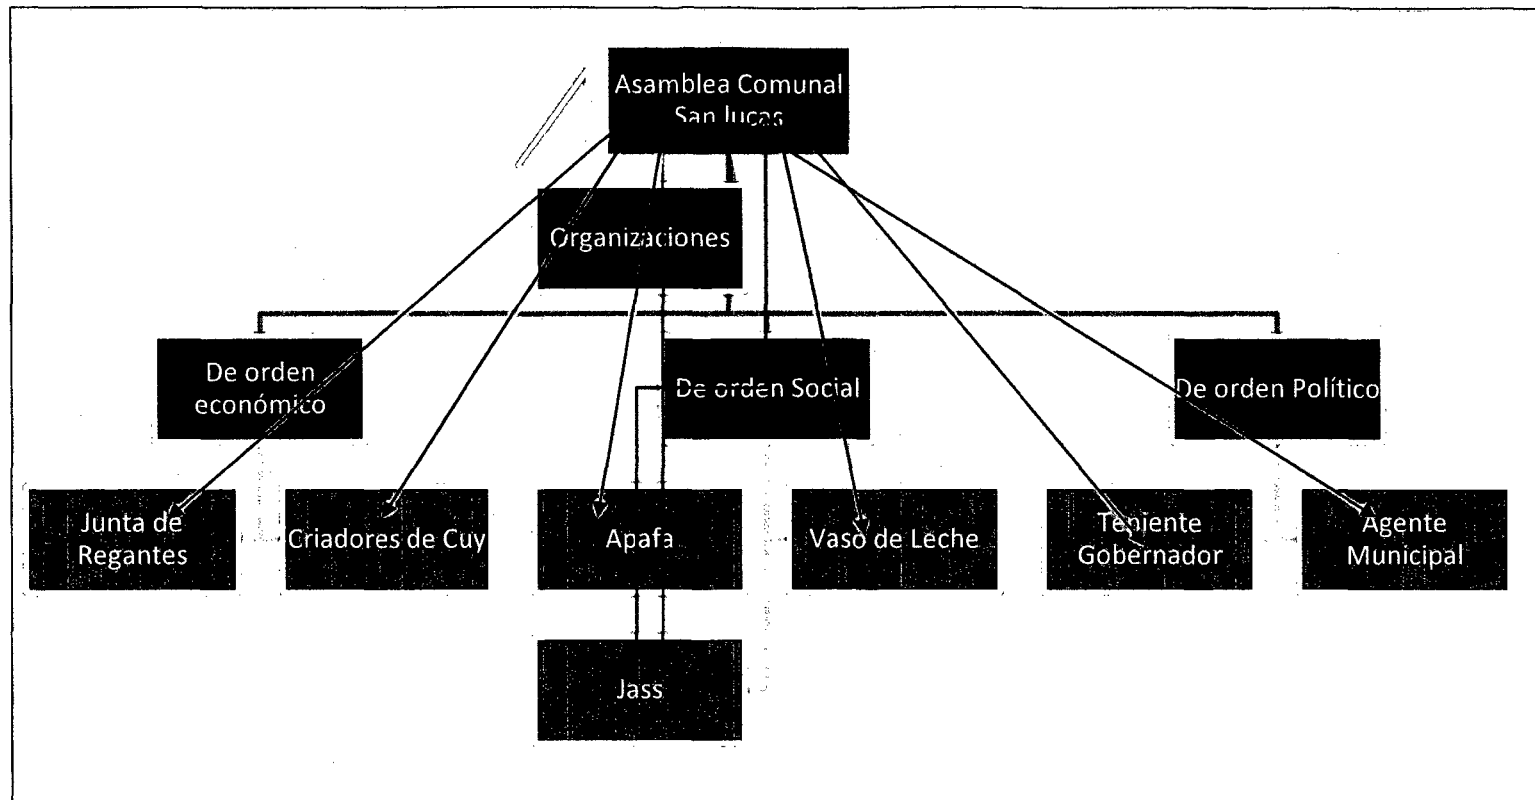 Asamblea Comunal
San lucas
Organizaciones
De orden
económico
De orden Social
De orden Político
Junta de
Regantes
Criadores de Cuy
Apafa
Vaso de Leche
Teniente
Gobernador
Agente
Municipal
Jass